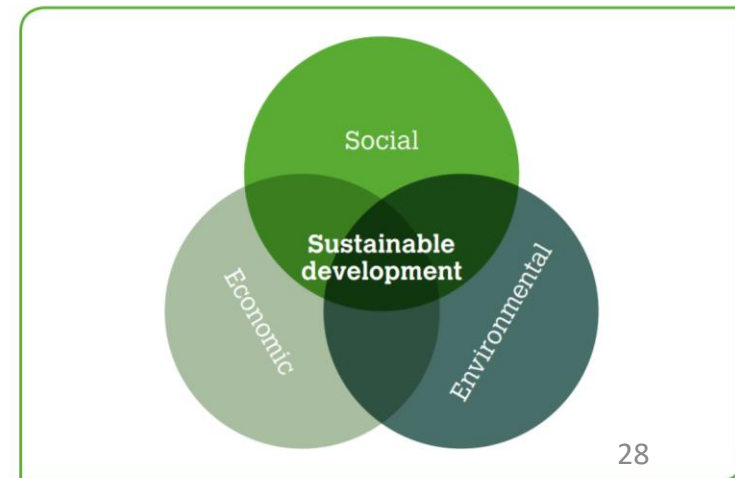 Social
Sustainable
development
Economic
Environmental
28